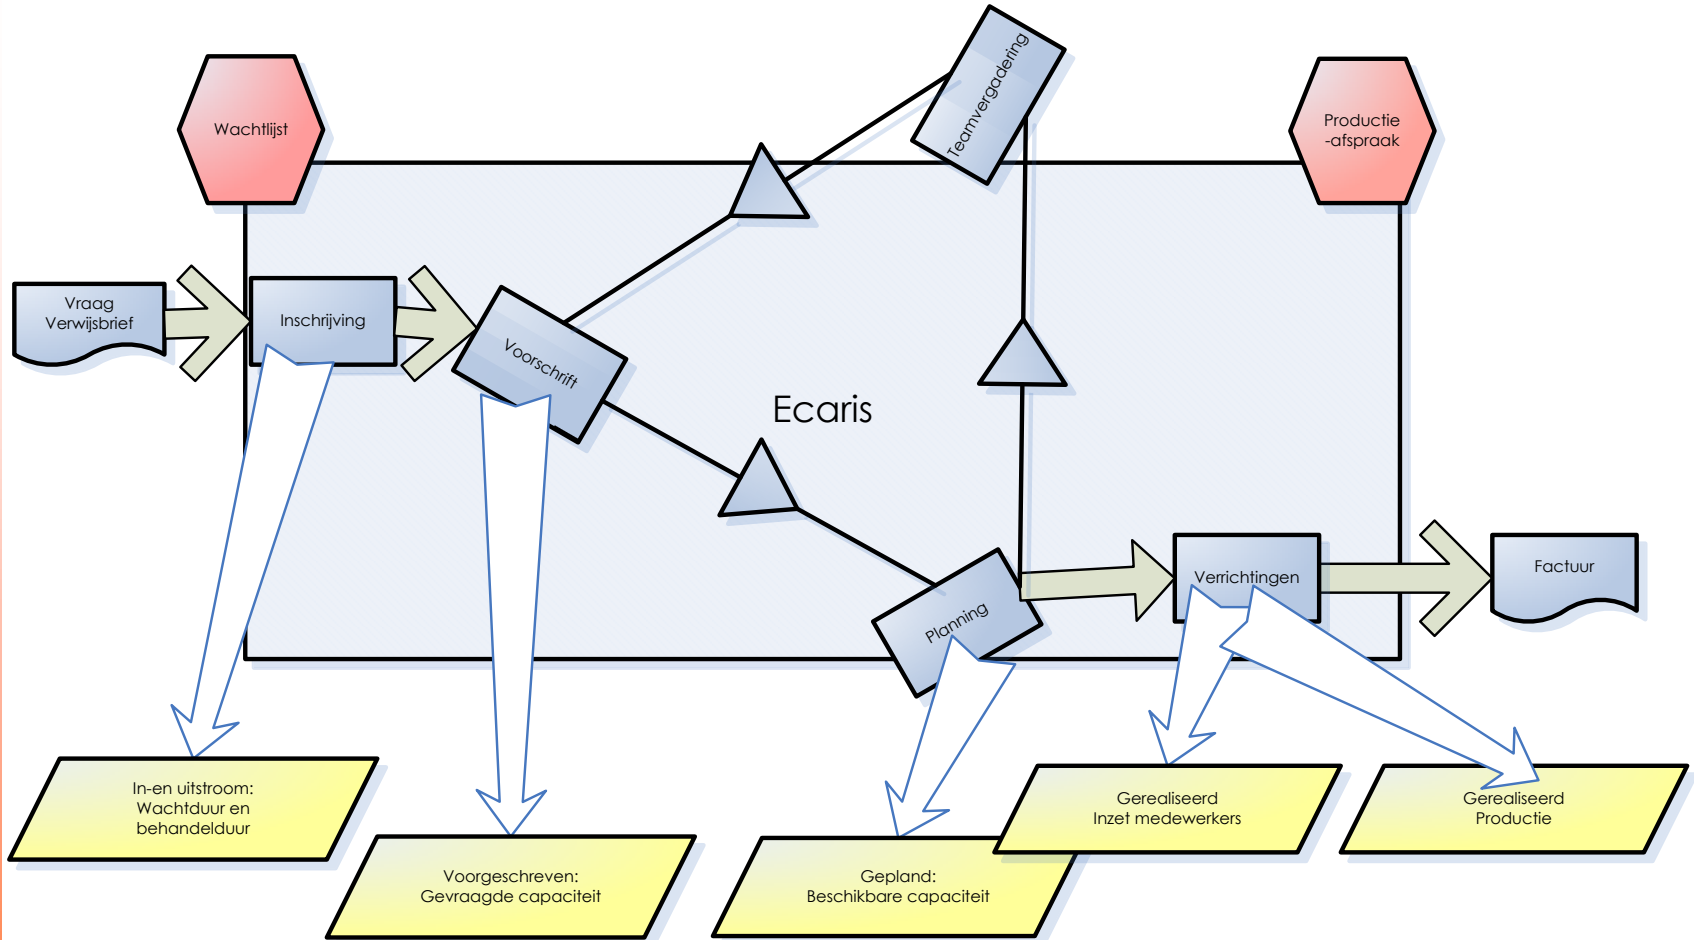 Teamvergadering
Wachtlijst
Productie
-afspraak
Vraag
Verwijsbrief
Inschrijving
Voorschrift
Ecaris
Planning
Verrichtingen
Factuur
In-en uitstroom:
Wachtduur en
behandelduur
Voorgeschreven:
Gevraagde capaciteit
Gepland:
Beschikbare capaciteit
Gerealiseerd
Inzet medewerkers
Gerealiseerd
Productie